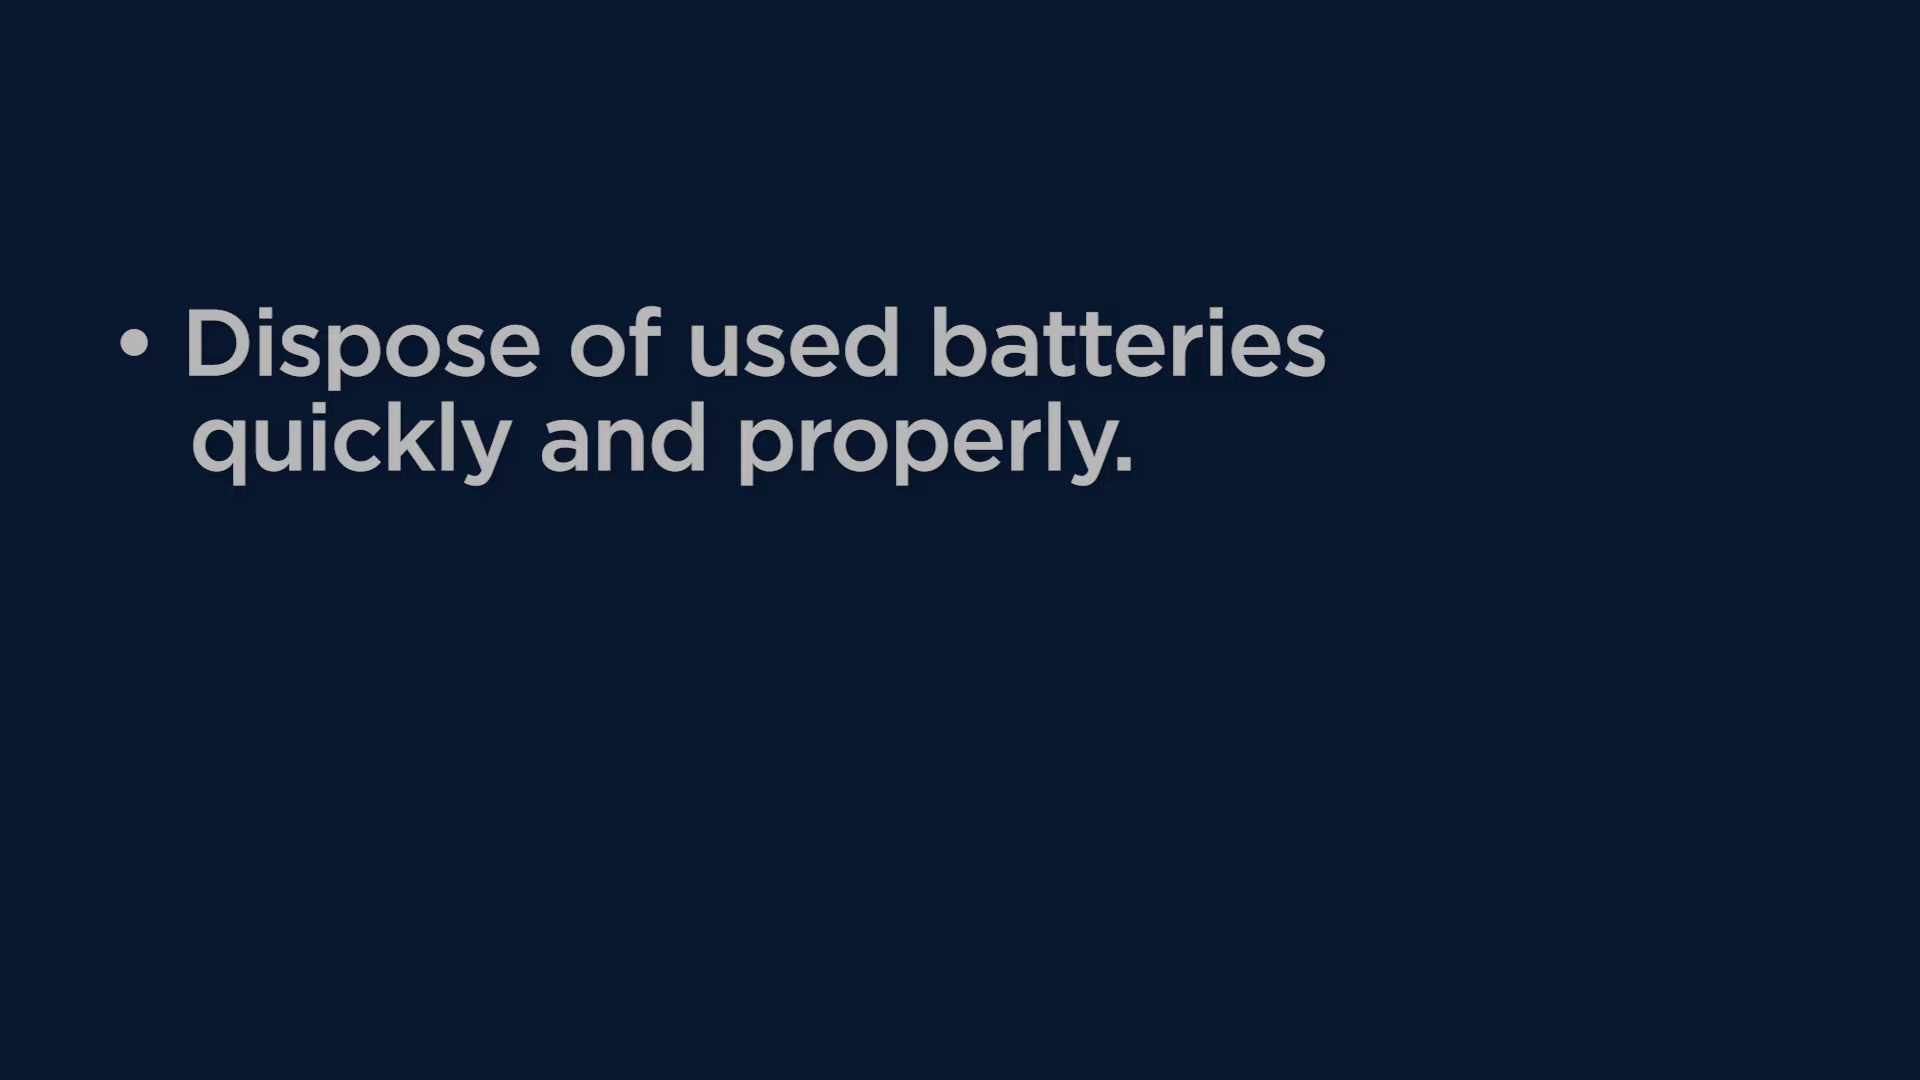 • Dispose of used batteries
quickly and properly.